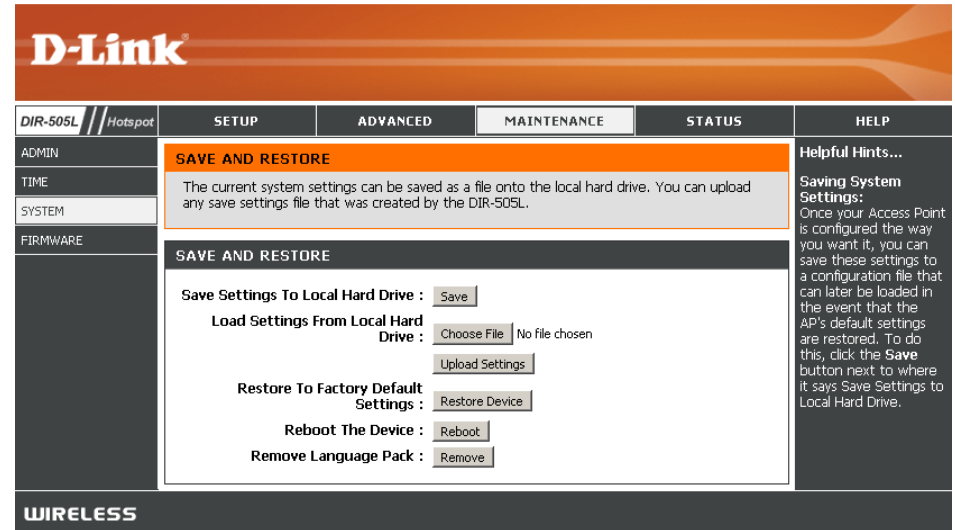 D-Link®
DIR-505L Hotspot
SETUP
ADVANCED
MAINTENANCE
STATUS
HELP
ADMIN
TIME
SYSTEM
FIRMWARE
SAVE AND RESTORE
The current system settings can be saved as a file onto the local hard drive. You can upload
any save settings file that was created by the DIR-505L.
SAVE AND RESTORE
Save Settings To Local Hard Drive : Save
Load Settings From Local Hard
Drive : Choose File No file chosen
Upload Settings
Restore To Factory Default
Settings : Restore Device
Reboot The Device : Reboot
Remove Language Pack : Remove
Helpful Hints...
Saving System
Settings:
Once your Access Point
is configured the way
you want it, you can
save these settings to
a configuration file that
can later be loaded in
the event that the
AP's default settings
are restored. To do
this, click the Save
button next to where
it says Save Settings to
Local Hard Drive.
WIRELESS